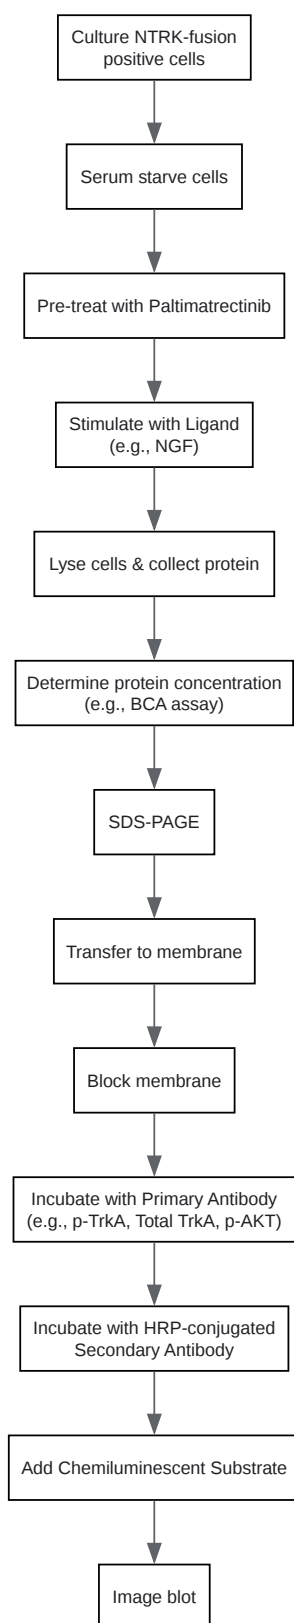 Culture NTRK-fusion
positive cells
Serum starve cells
Pre-treat with Paltimatrectinib
Stimulate with Ligand
(e.g., NGF)
Lyse cells & collect protein
Determine protein concentration
(e.g., BCA assay)
SDS-PAGE
Transfer to membrane
Block membrane
Incubate with Primary Antibody
(e.g., p-TrkA, Total TrkA, p-AKT)
Incubate with HRP-conjugated
Secondary Antibody
Add Chemiluminescent Substrate
Image blot